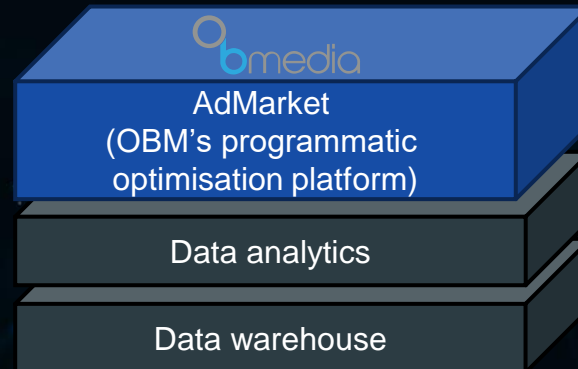 Obmedia
AdMarket
(OBM's programmatic
optimisation platform)
Data analytics
Data warehouse